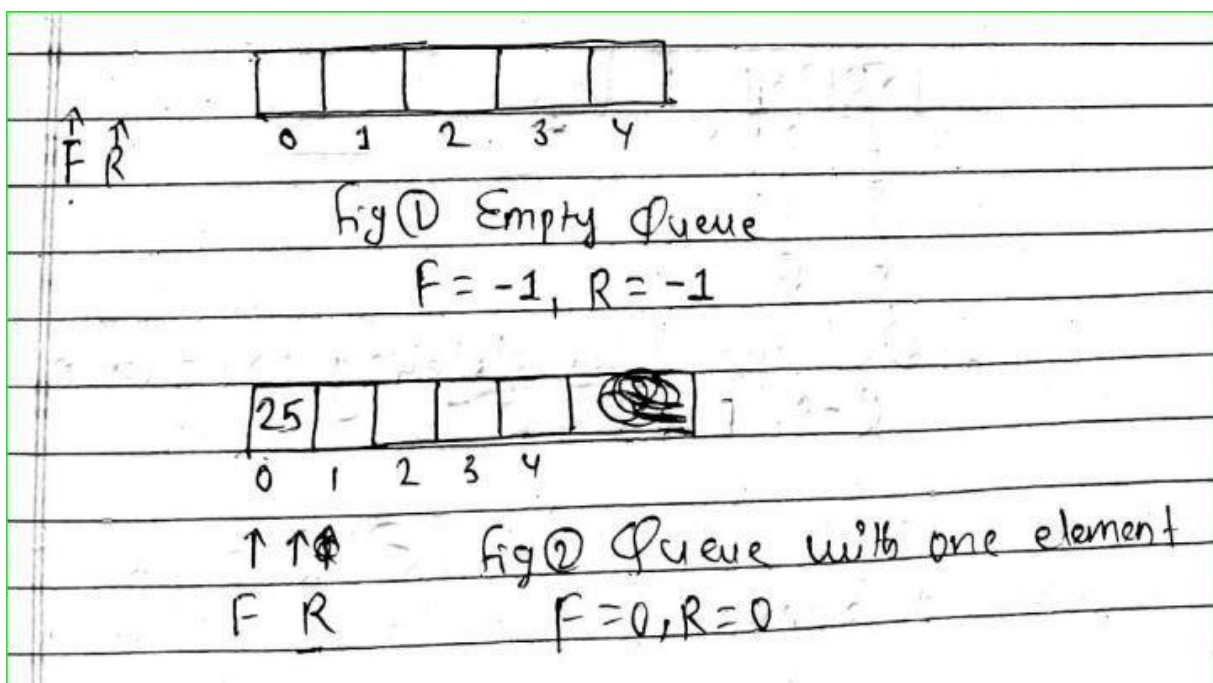 0 1 2 3 4
F R
Fig ① Empty Queue
F = -1, R = -1
25
0 1 2 3 4
F R
Fig ② Queue with one element
F = 0, R = 0